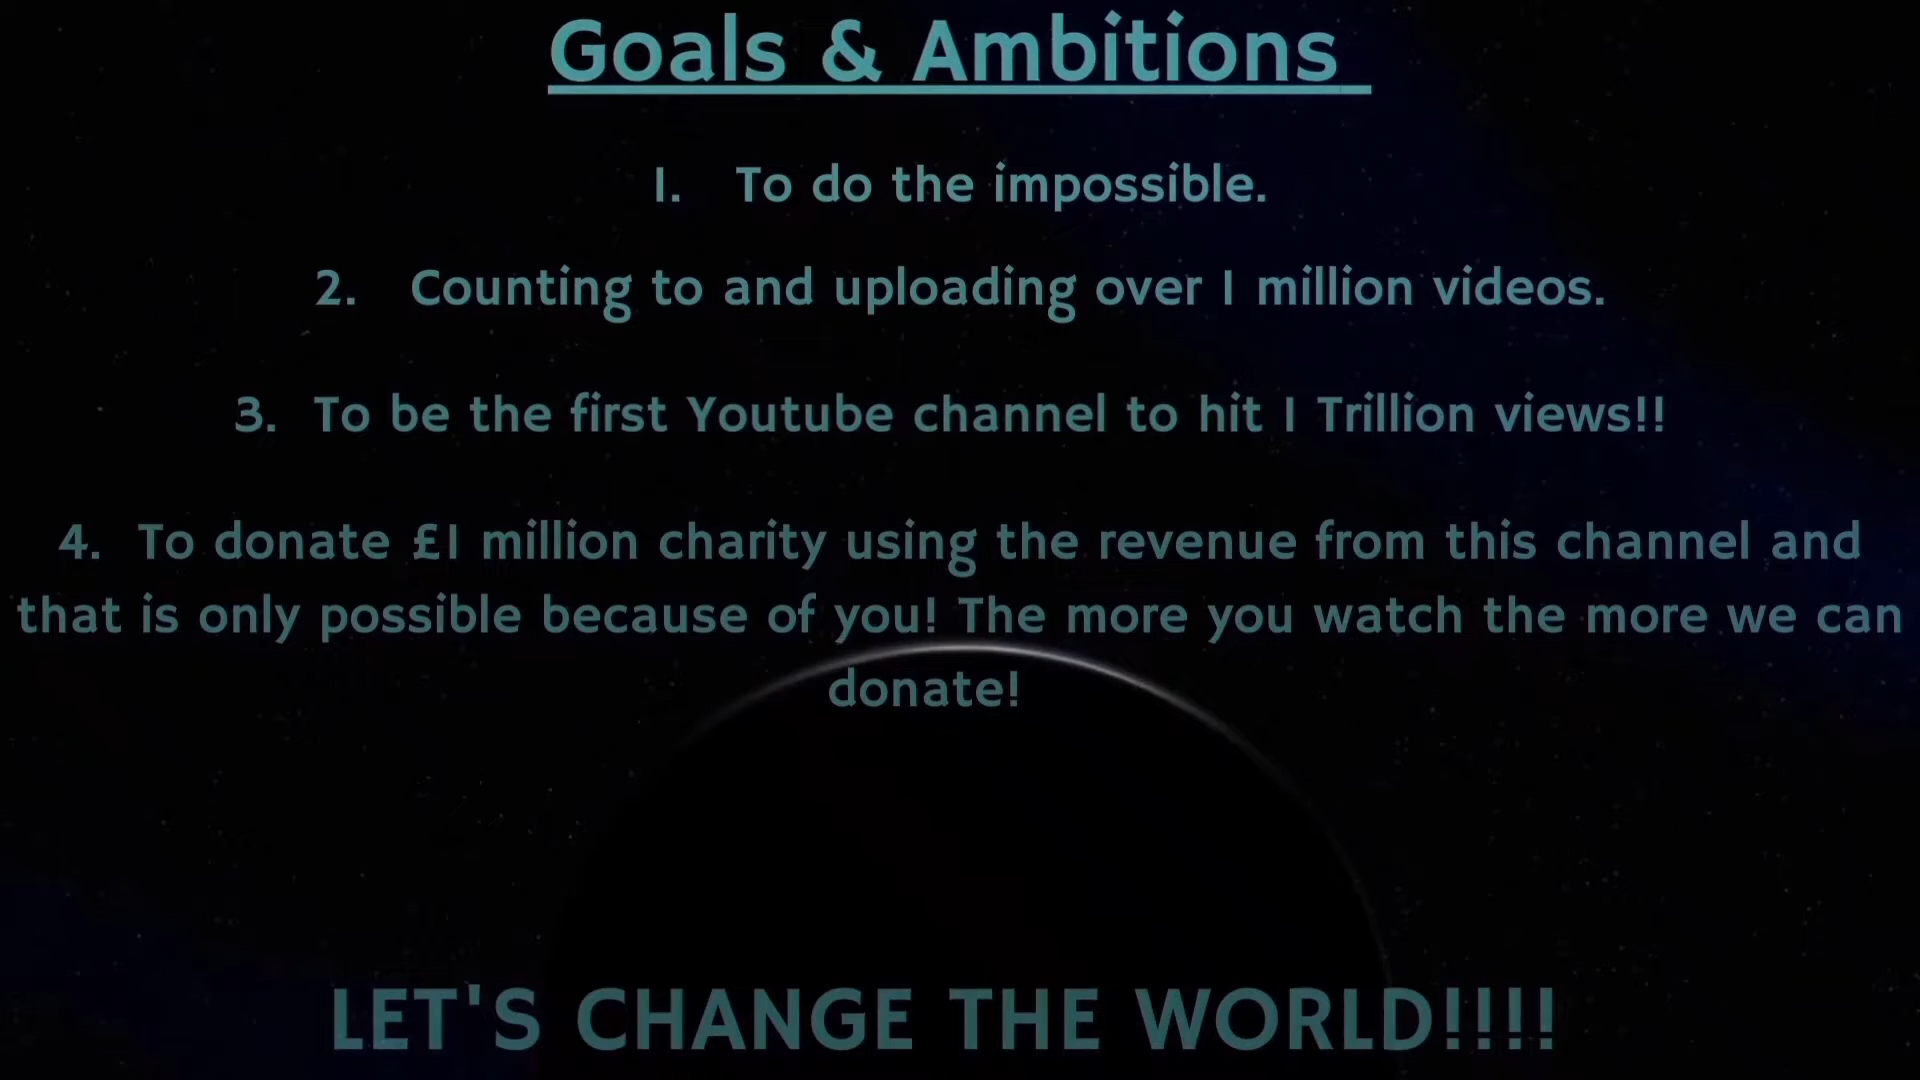 Goals & Ambitions
1. To do the impossible.
2. Counting to and uploading over 1 million videos.
3. To be the first Youtube channel to hit 1 Trillion views!!
4. To donate £1 million charity using the revenue from this channel and
that is only possible because of you! The more you watch the more we can
donate!
LET'S CHANGE THE WORLD!!!!